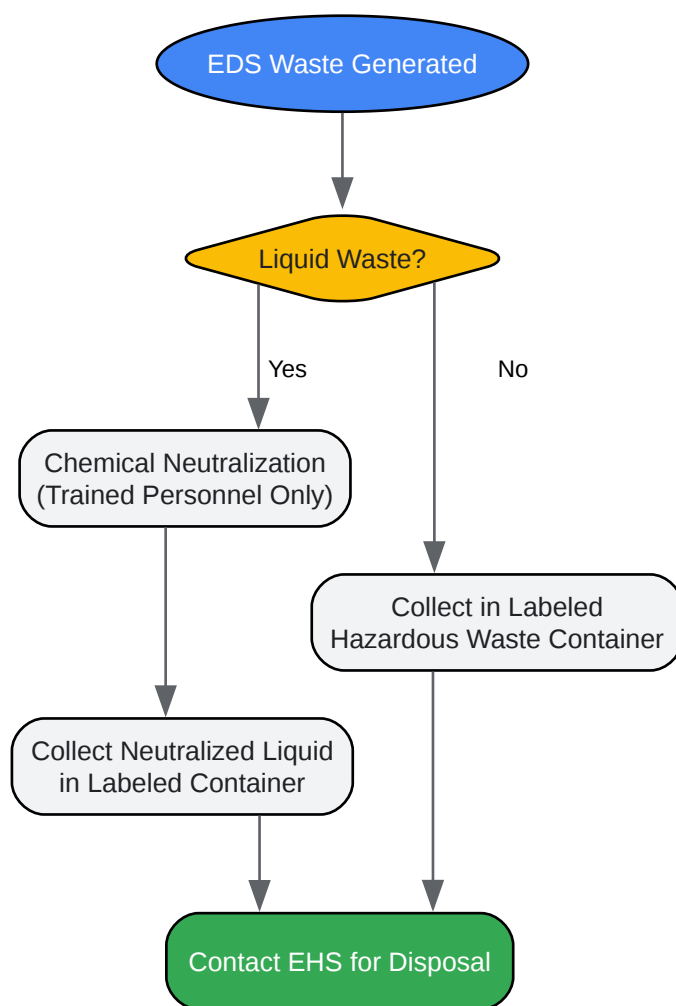 EDS Waste Generated
Liquid Waste?
Yes
No
Chemical Neutralization
(Trained Personnel Only)
Collect in Labeled
Hazardous Waste Container
Collect Neutralized Liquid
in Labeled Container
Contact EHS for Disposal